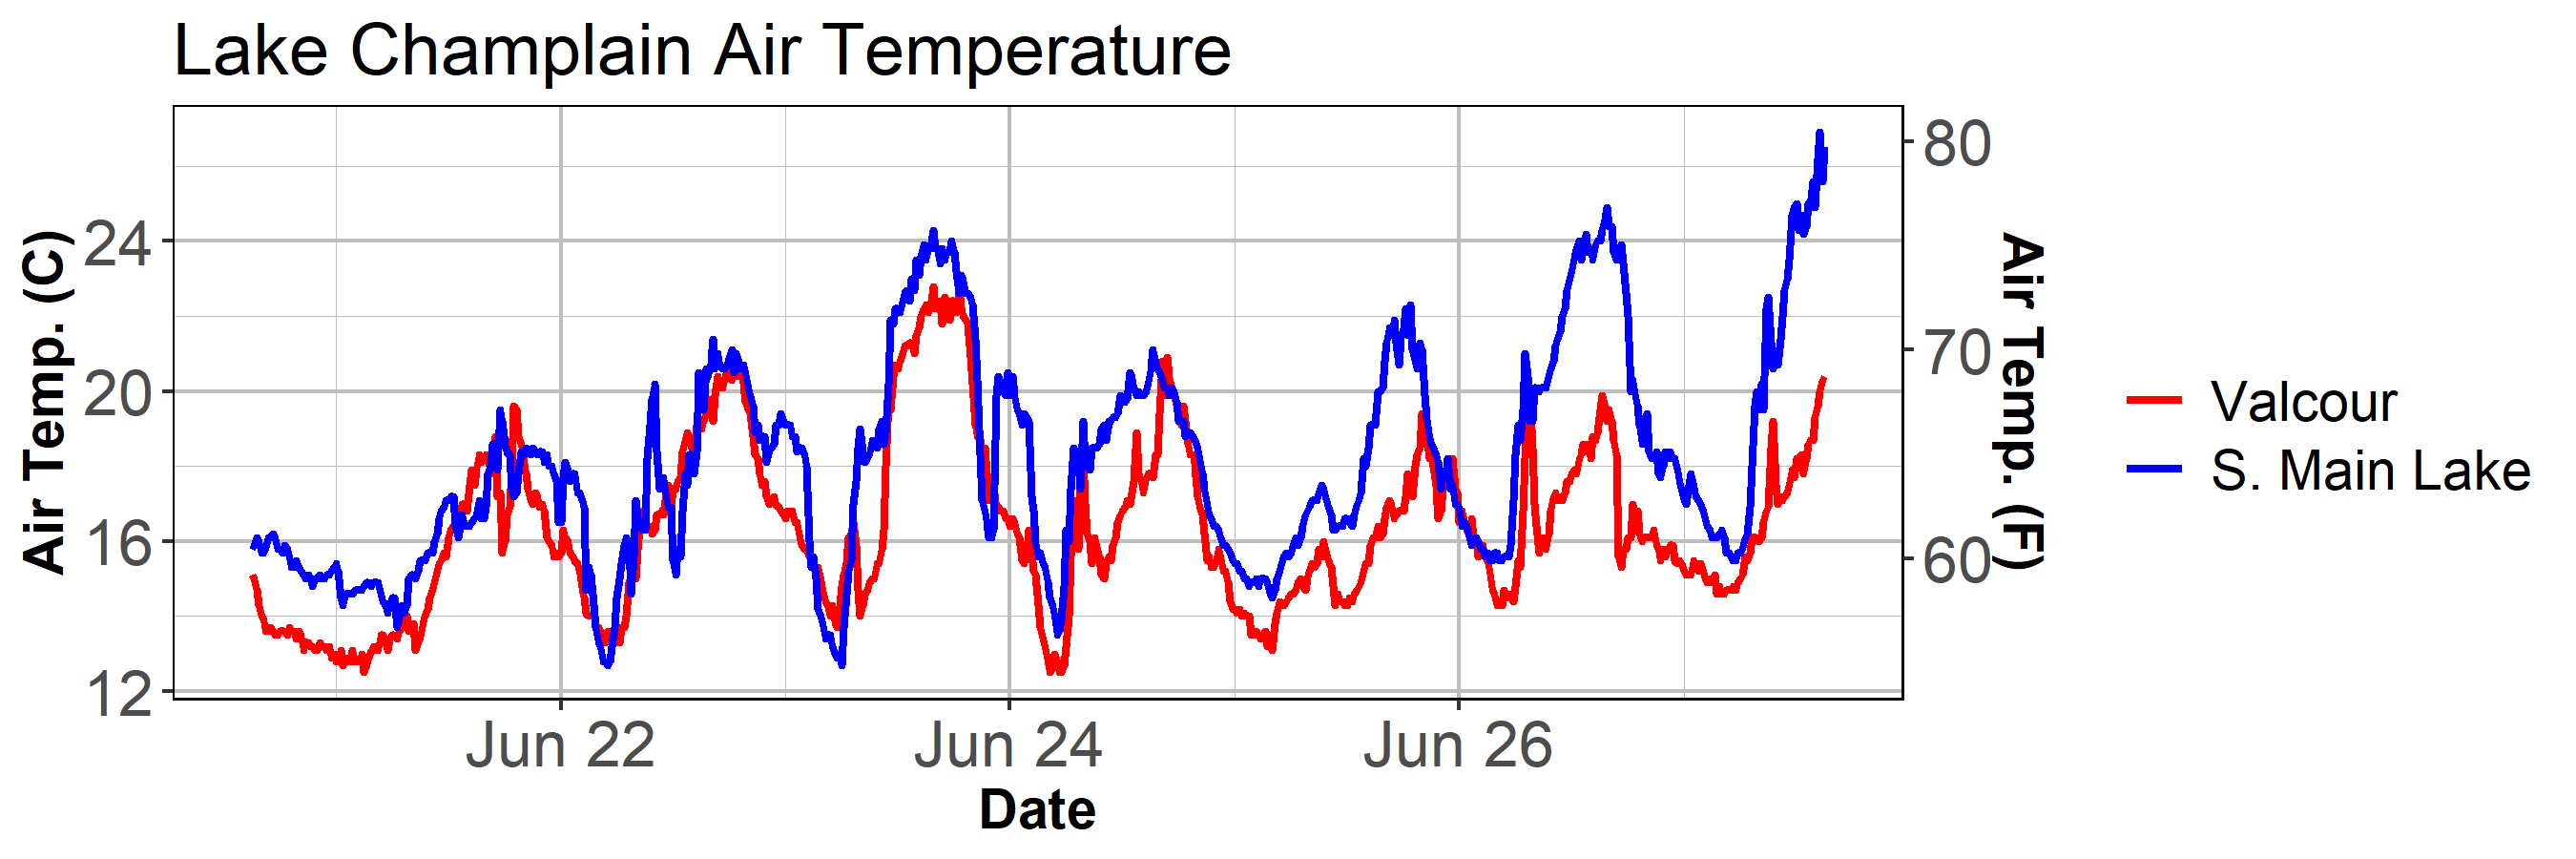 Lake Champlain Air Temperature
Air Temp. (C)
24
20
16
12
80
70
60
Air Temp. (F)
Valcour
S. Main Lake
Jun 22 Jun 24 Jun 26
Date